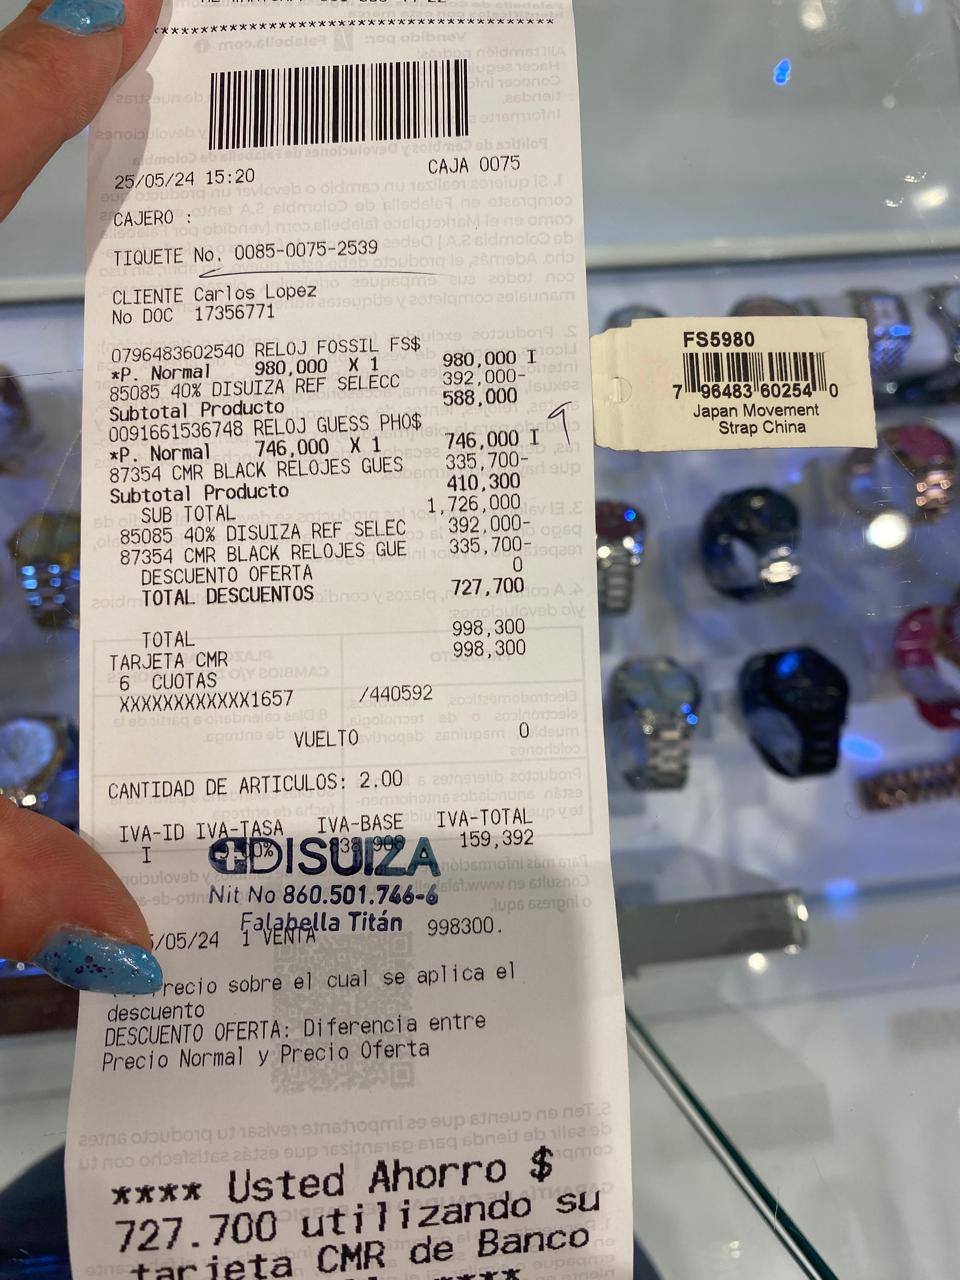 ****************************************************
25/05/24 15:20 CAJA 0075
CAJERO :
TIQUETE No. 0085-0075-2539
CLIENTE Carlos Lopez
No DOC 17356771
0796483602540 RELOJ FOSSIL FS$
*P. Normal 980,000 X 1 980,000 I
85085 40% DISUIZA REF SELECC 392,000-
Subtotal Producto 588,000
0091661536748 RELOJ GUESS PHO$
*P. Normal 746,000 X 1 746,000 I
87354 CMR BLACK RELOJES GUES 335,700-
Subtotal Producto 410,300
SUB TOTAL 1,726,000
85085 40% DISUIZA REF SELEC 392,000-
87354 CMR BLACK RELOJES GUE 335,700-
DESCUENTO OFERTA 0
TOTAL DESCUENTOS 727,700
TOTAL 998,300
TARJETA CMR 998,300
6 CUOTAS
XXXXXXXXXXXX1657 /440592
VUELTO 0
CANTIDAD DE ARTICULOS: 2.00
IVA-ID IVA-TASA IVA-BASE IVA-TOTAL
I 159,392
DISUIZA
Nit No 860.501.746-6
Falabella Titán
5/05/24 1 VENTA 998300.
Precio sobre el cual se aplica el
descuento
DESCUENTO OFERTA: Diferencia entre
Precio Normal y Precio Oferta
**** Usted Ahorro $
727.700 utilizando su
tarjeta CMR de Banco
FS5980
7 96483 60254 0
Japan Movement
Strap China